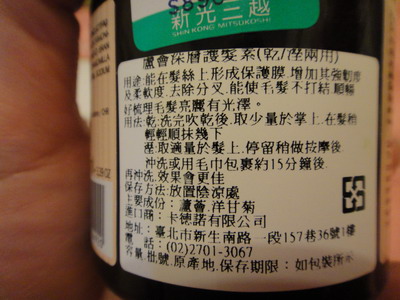 新光三越
SHIN KONG MITSUKOSHI
蘆會深層護髮素(乾/溼兩用)
用途:能在髮絲上形成保護膜,增加其強韌度
及柔軟度,去除分叉.能使毛髮不打結 順暢
好梳理毛髮亮麗有光澤。
用法:乾:洗完吹乾後.取少量於掌上.在髮稍
輕輕順抹幾下
溼:取適量於髮上.停留稍做按摩後
沖洗或用毛巾包裹約15分鐘後.
再沖洗.效果會更佳
保存方法:放置陰涼處
主要成份:蘆薈.洋甘菊
進口商:卡德諾有限公司
地址:臺北市新生南路一段157巷36號1樓
(02)2701-3067
容量.批號.原產地.保存期限:如包裝所示